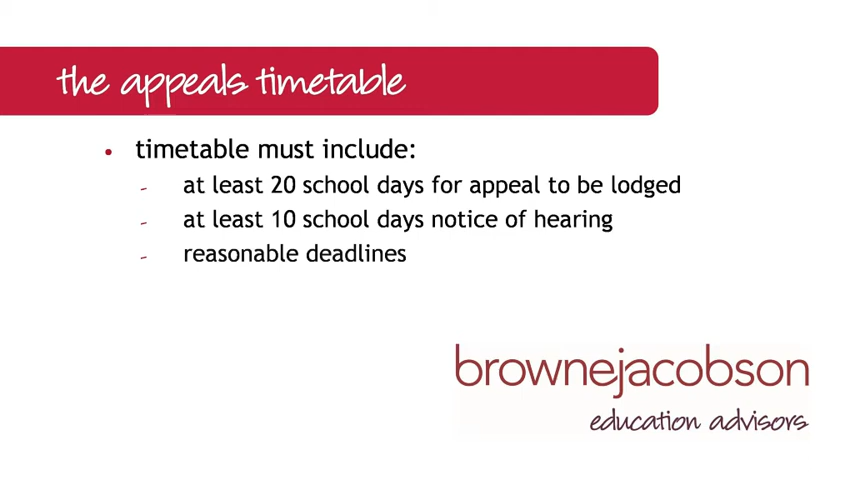 the appeals timetable
• timetable must include:
- at least 20 school days for appeal to be lodged
- at least 10 school days notice of hearing
- reasonable deadlines
brownejacobson
education advisors